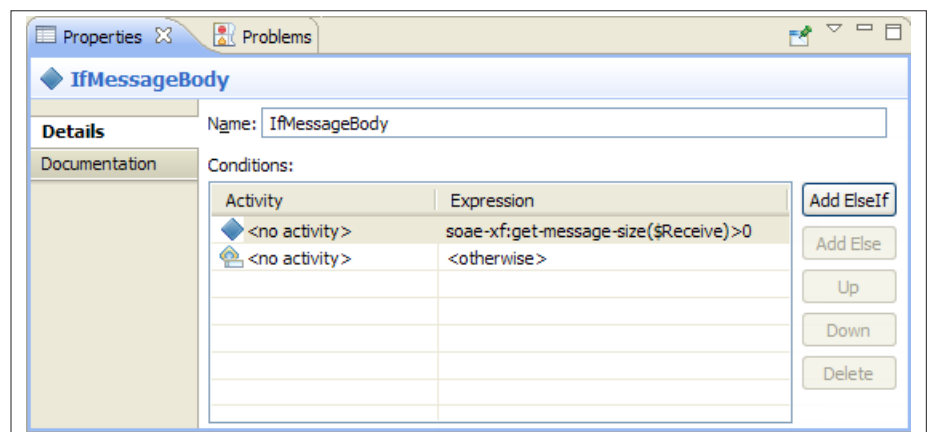 Properties Problems
IfMessageBody
Details
Documentation
Name: IfMessageBody
Conditions:
Activity Expression
<no activity> soae-xf:get-message-size($Receive)>0
<no activity> <otherwise>
Add ElseIf
Add Else
Up
Down
Delete